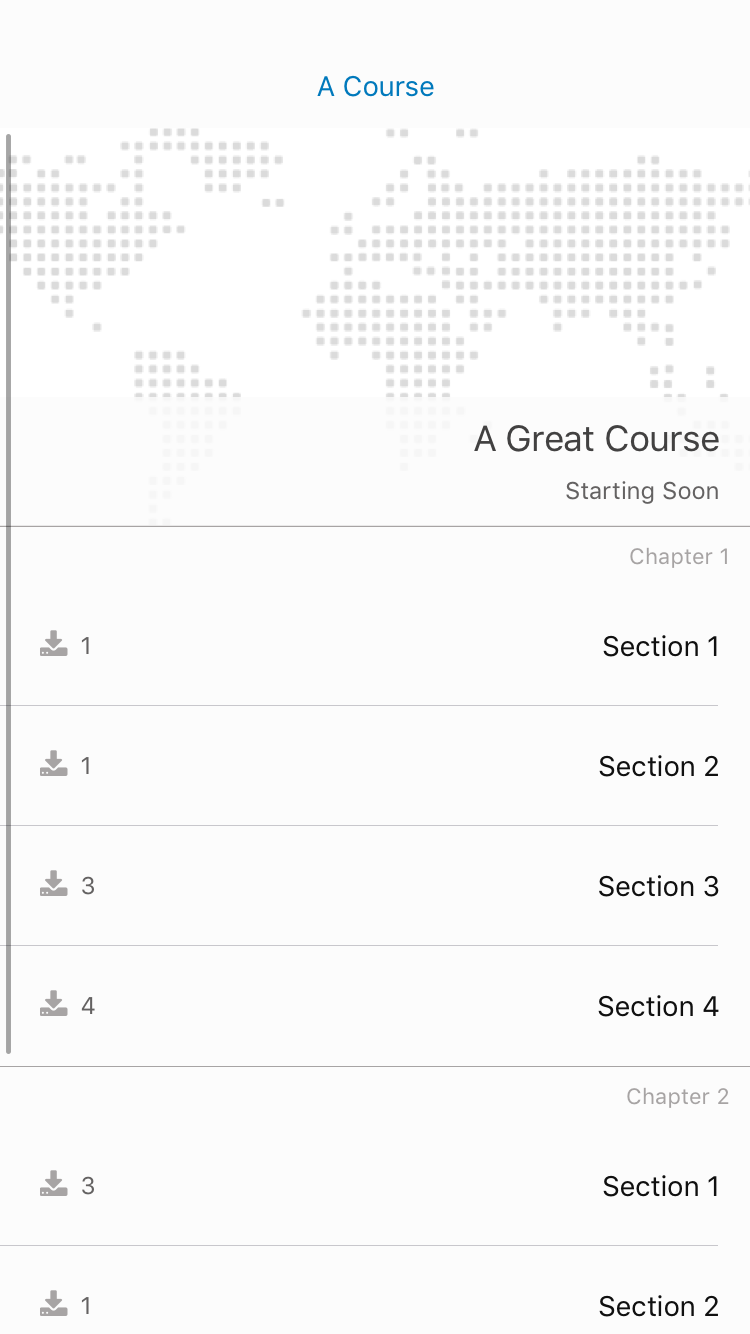 A Course
A Great Course
Starting Soon
Chapter 1
Section 1 1
Section 2 1
Section 3 3
Section 4 4
Chapter 2
Section 1 3
Section 2 1